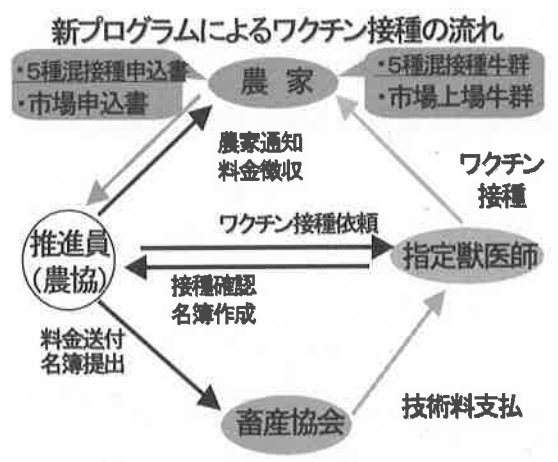 新プログラムによるワクチン接種の流れ
・5種混接種申込書
・市場申込書
農家
・5種混接種牛群
・市場上場牛群
農家通知
料金徴収
ワクチン
接種
ワクチン接種依頼
推進員
(農協)
指定獣医師
接種確認
名簿作成
料金送付
名簿提出
畜産協会
技術料支払